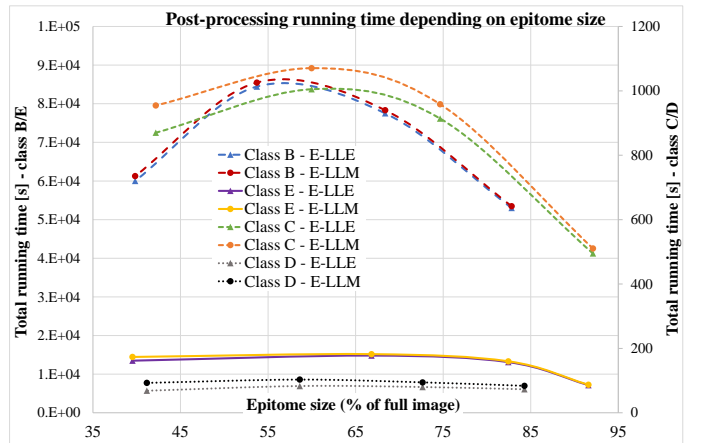 Post-processing running time depending on epitome size
1.E+05
9.E+04
8.E+04
7.E+04
6.E+04
5.E+04
4.E+04
3.E+04
2.E+04
1.E+04
0.E+00
Total running time [s] - class B/E
Class B - E-LLE
Class B - E-LLM
Class E - E-LLE
Class E - E-LLM
Class C - E-LLE
Class C - E-LLM
Class D - E-LLE
Class D - E-LLM
1200
1000
800
600
400
200
0
Total running time [s] - class C/D
Epitome size (% of full image)
35 45 55 65 75 85 95